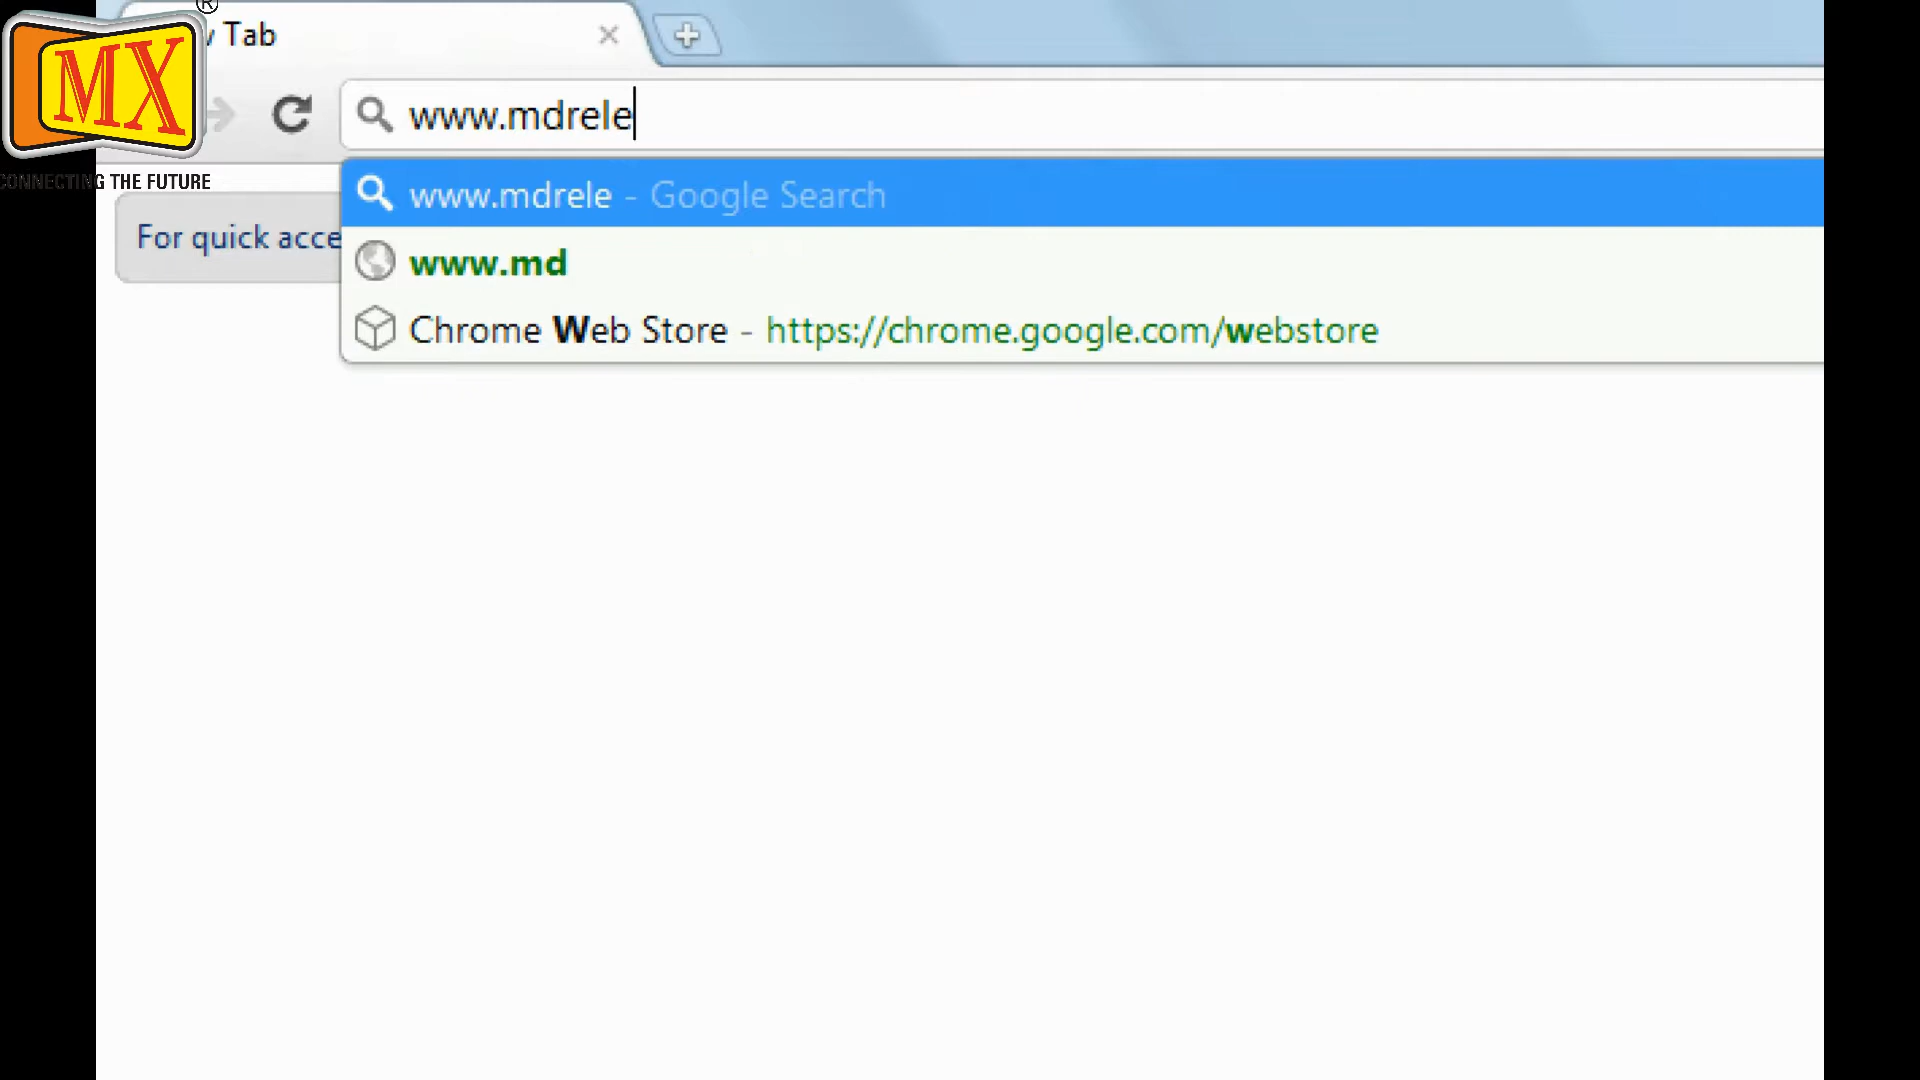 ®
MX
CONNECTING THE FUTURE
Tab
www.mdrele
www.mdrele - Google Search
www.md
Chrome Web Store - https://chrome.google.com/webstore
For quick acce